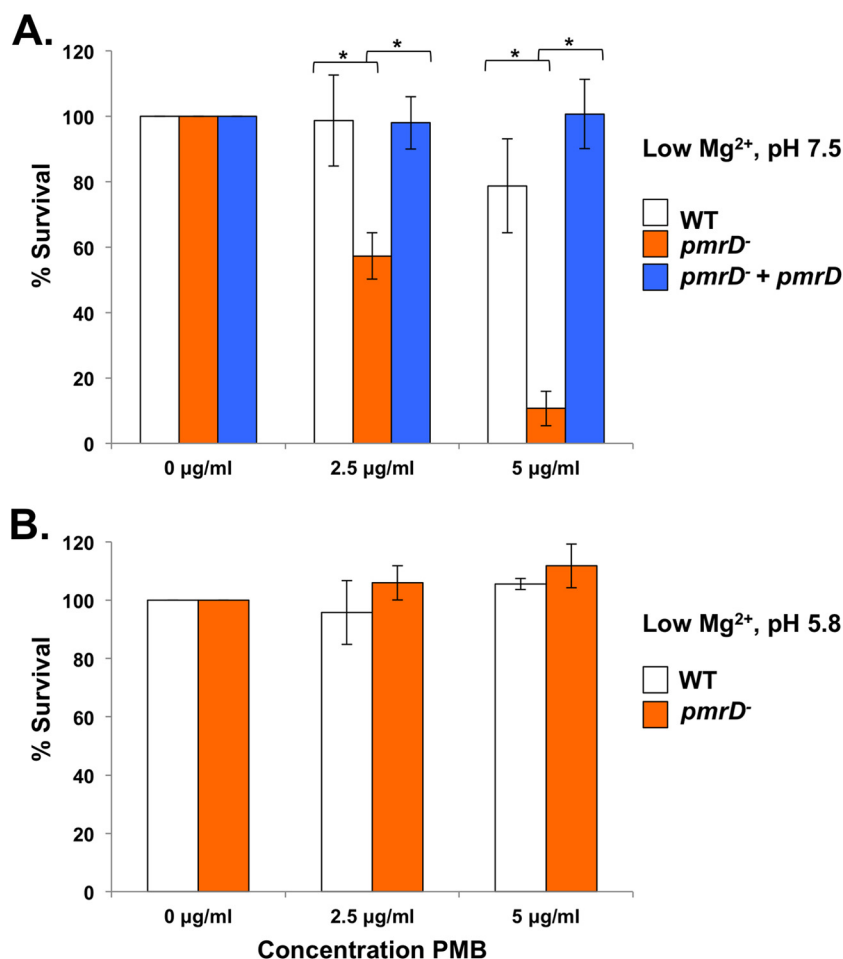 A.
120
100
80
60
40
20
0
% Survival
* * * *
0 µg/ml 2.5 µg/ml 5 µg/ml
Low Mg²⁺, pH 7.5
WT
pmrD⁻
pmrD⁻ + pmrD
B.
120
100
80
60
40
20
0
% Survival
0 µg/ml 2.5 µg/ml 5 µg/ml
Concentration PMB
Low Mg²⁺, pH 5.8
WT
pmrD⁻